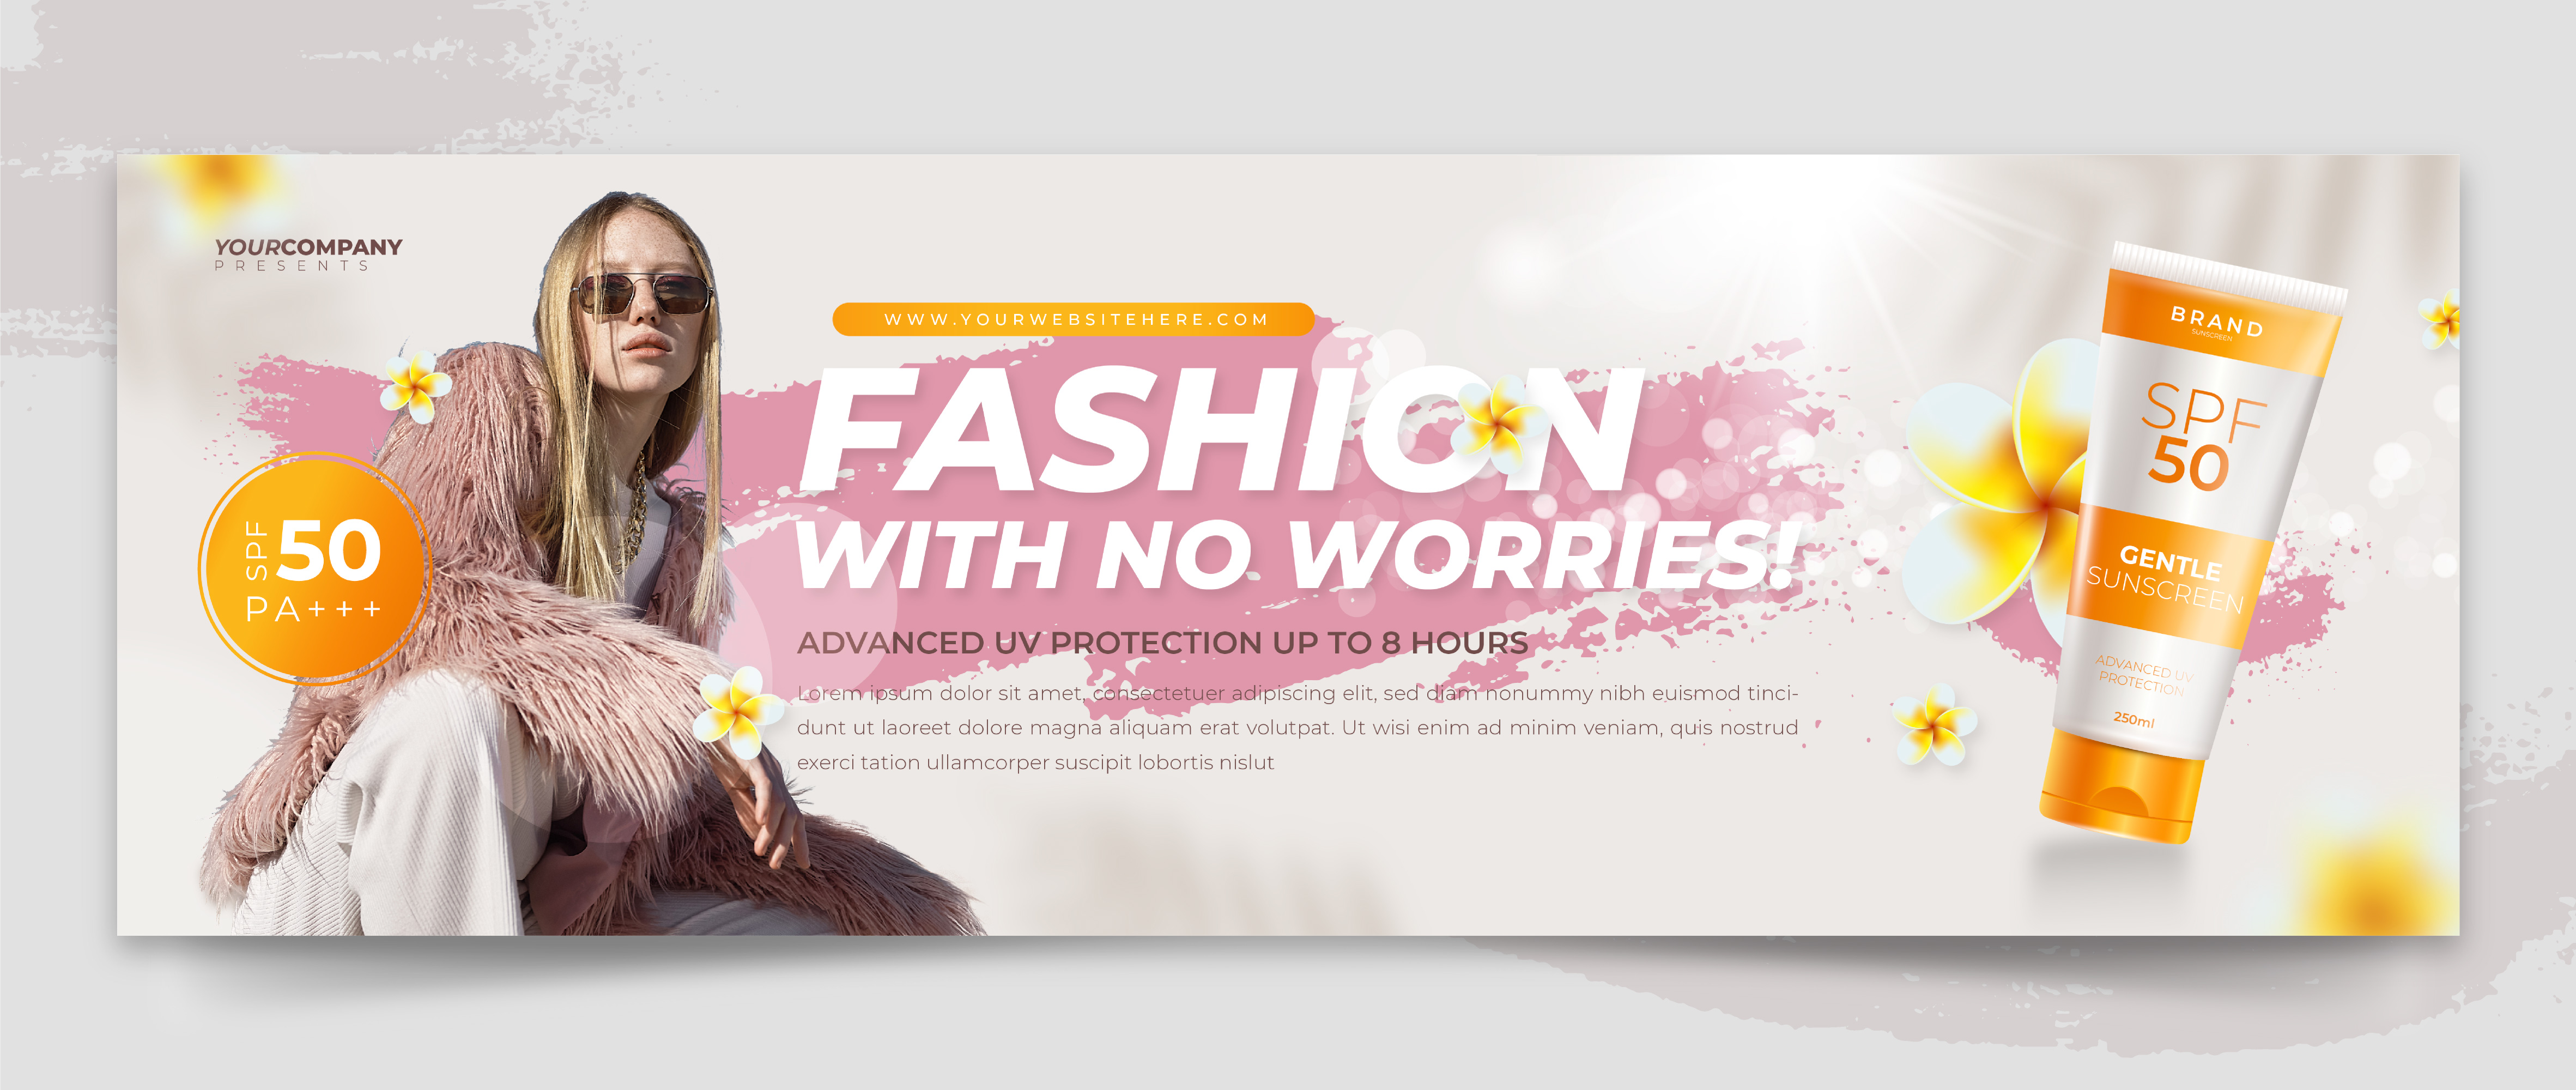 YOURCOMPANY
PRESENTS
SPF 50
PA+++
WWW.YOURWEBSITEHERE.COM
FASHION
WITH NO WORRIES!
ADVANCED UV PROTECTION UP TO 8 HOURS
Lorem ipsum dolor sit amet, consectetuer adipiscing elit, sed diam nonummy nibh euismod tinci-
dunt ut laoreet dolore magna aliquam erat volutpat. Ut wisi enim ad minim veniam, quis nostrud
exerci tation ullamcorper suscipit lobortis nislut
BRAND
SUNSCREEN
SPF
50
GENTLE
SUNSCREEN
ADVANCED UV
PROTECTION
250ml